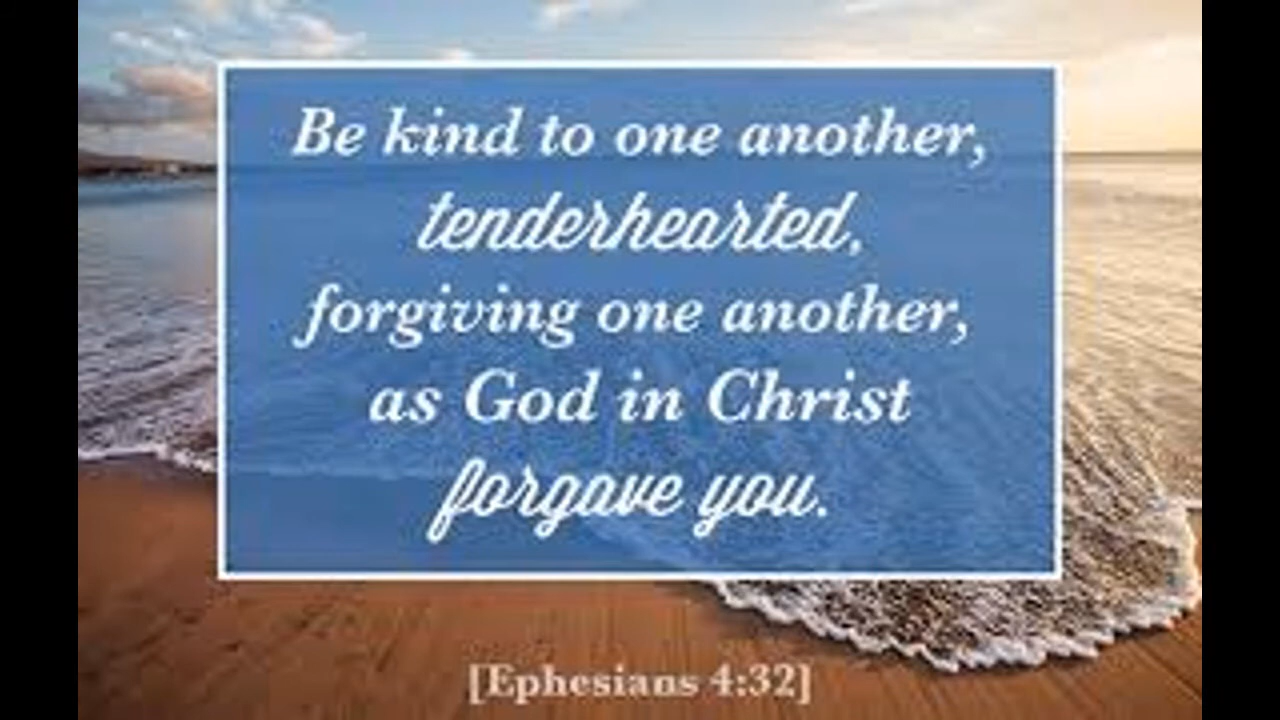 Be kind to one another,
tenderhearted,
forgiving one another,
as God in Christ
forgave you.
[Ephesians 4:32]